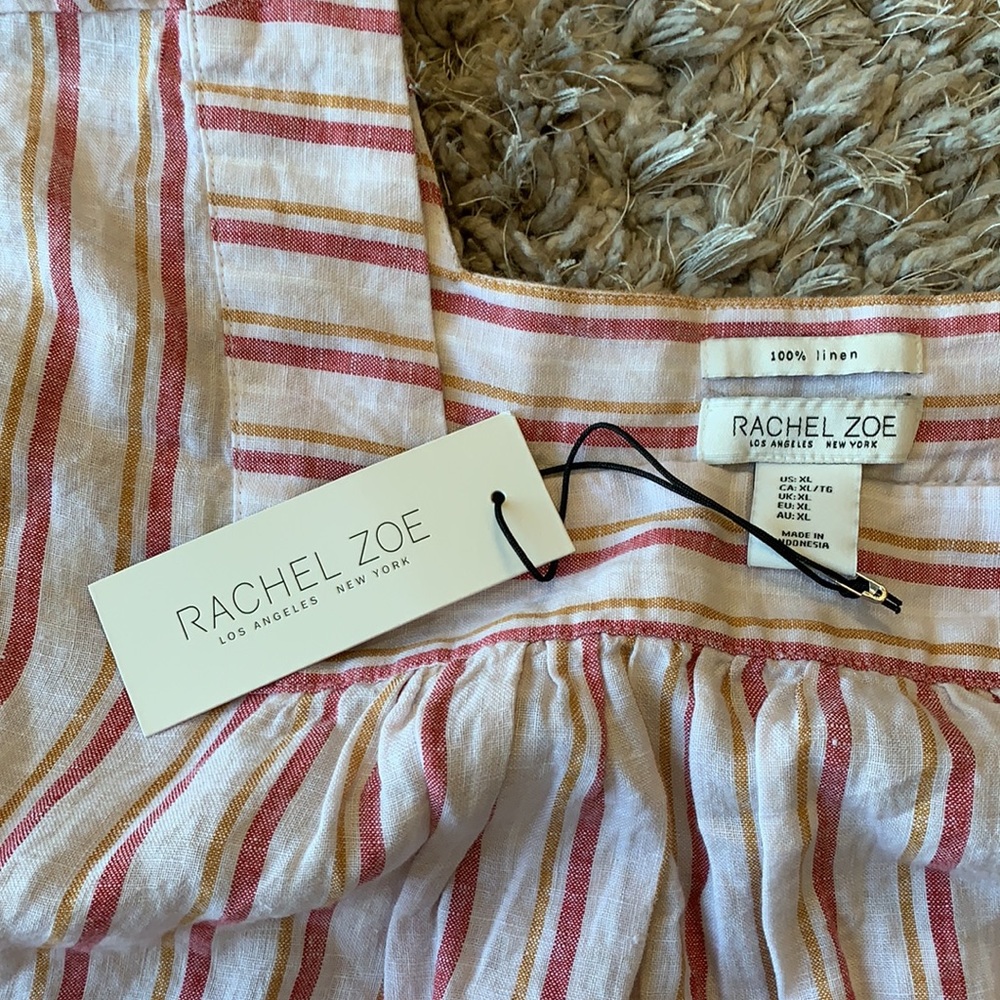 100% linen
RACHEL ZOE
LOS ANGELES NEW YORK
US: XL
CA: XL/TG
UK: XL
EU: XL
AU: XL
MADE IN
INDONESIA
RACHEL ZOE
LOS ANGELES NEW YORK